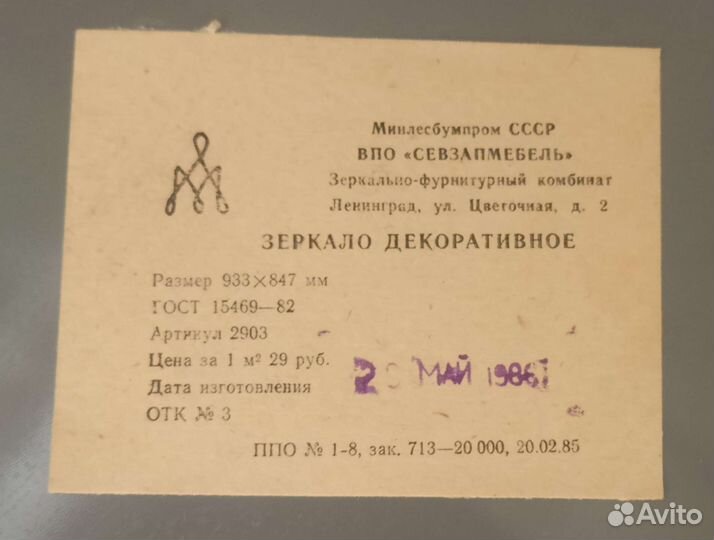 Минлесбумпром СССР
ВПО «СЕВЗАПМЕБЕЛЬ»
Зеркально-фурнитурный комбинат
Ленинград, ул. Цветочная, д. 2
ЗЕРКАЛО ДЕКОРАТИВНОЕ
Размер 933×847 мм
ГОСТ 15469—82
Артикул 2903
Цена за 1 м² 29 руб.
Дата изготовления МАЙ 1986
ОТК № 3
ППО № 1-8, зак. 713—20 000, 20.02.85
Avito